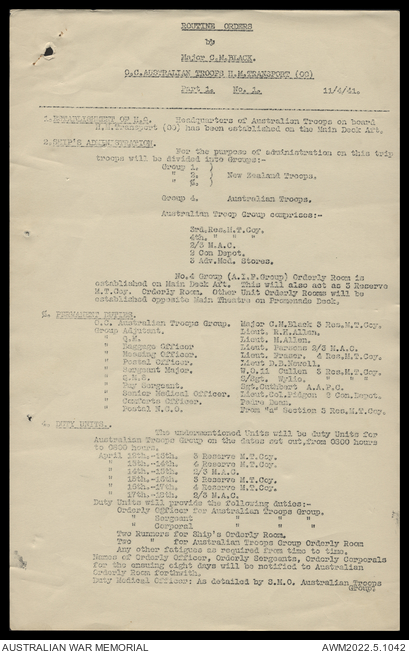 ROUTINE ORDERS
by
Major C.M.BLACK.
O.C.AUSTRALIAN TROOPS H.M.TRANSPORT (OO)
Part 1. No. 1. 11/4/41.
1. ESTABLISHMENT OF H.Q. Headquarters of Australian Troops on board
H.M.Transport (OO) has been established on the Main Deck Aft.
2. SHIP'S ADMINISTRATION.
For the purpose of administration on this trip
troops will be divided into Groups:-
Group 1. )
" 2. ) New Zealand Troops.
" 3. )
Group 4. Australian Troops.
Australian Troop Group comprises:-
3rd.Res.M.T.Coy.
4th. " " "
2/3 M.A.C.
2 Con Depot.
3 Adv.Med. Stores.
No.4 Group (A.I.F.Group) Orderly Room is
established on Main Deck Aft. This will also act as 3 Reserve
M.T.Coy. Orderly Room. Other Unit Orderly Rooms will be
established opposite Main Theatre on Promenade Deck.
3. PERMANENT DUTIES.
O.C. Australian Troops Group. Major C.M.Black 3 Res.M.T.Coy.
Group Adjutant. Lieut. R.K.Allen.
" Q.M. Lieut. H.Allen.
" Baggage Officer Lieut. Parsons 2/3 M.A.C.
" Messing Officer Lieut. Fraser. 4 Res.M.T.Coy.
" Postal Officer. Lieut D.B.Nowell.
" Sergeant Major. W.O.ii Cullen 3 Res.M.T.Coy.
" Q.M.S. S/Sgt. Wylie. " " "
" Pay Sergeant. Sgt.Cuthbert A.A.P.C.
" Senior Medical Officer. Lieut.Col.Pidgon 2 Con.Depot.
" Comforts Officer. Padre Dean.
" Postal N.C.O. From "A" Section 3 Res.M.T.Coy.
4. DUTY UNITS.
The undermentioned Units will be Duty Units for
Australian Troops Group on the dates set out, from 0800 hours
to 0800 hours.
April 12th.-13th. 3 Reserve M.T.Coy.
" 13th.-14th. 4 Reserve M.T.Coy.
" 14th.-15th. 2/3 M.A.C.
" 15th.-16th. 3 Reserve M.T.Coy.
" 16th.-17th. 4 Reserve M.T.Coy.
" 17th.-18th. 2/3 M.A.C.
Duty Units will provide the following duties:-
Orderly Officer for Australian Troops Group.
" Sergeant " " "
" Corporal " " "
Two Runners for Ship's Orderly Room.
Two " for Australian Troops Group Orderly Room
Any other fatigues as required from time to time.
Names of Orderly Officer, Orderly Sergeants, Orderly Corporals
for the ensuing eight days will be notified to Australian
Orderly Room forthwith.
Duty Medical Officer: As detailed by S.M.O. Australian Troops
Group.
AUSTRALIAN WAR MEMORIAL AWM2022.5.1042